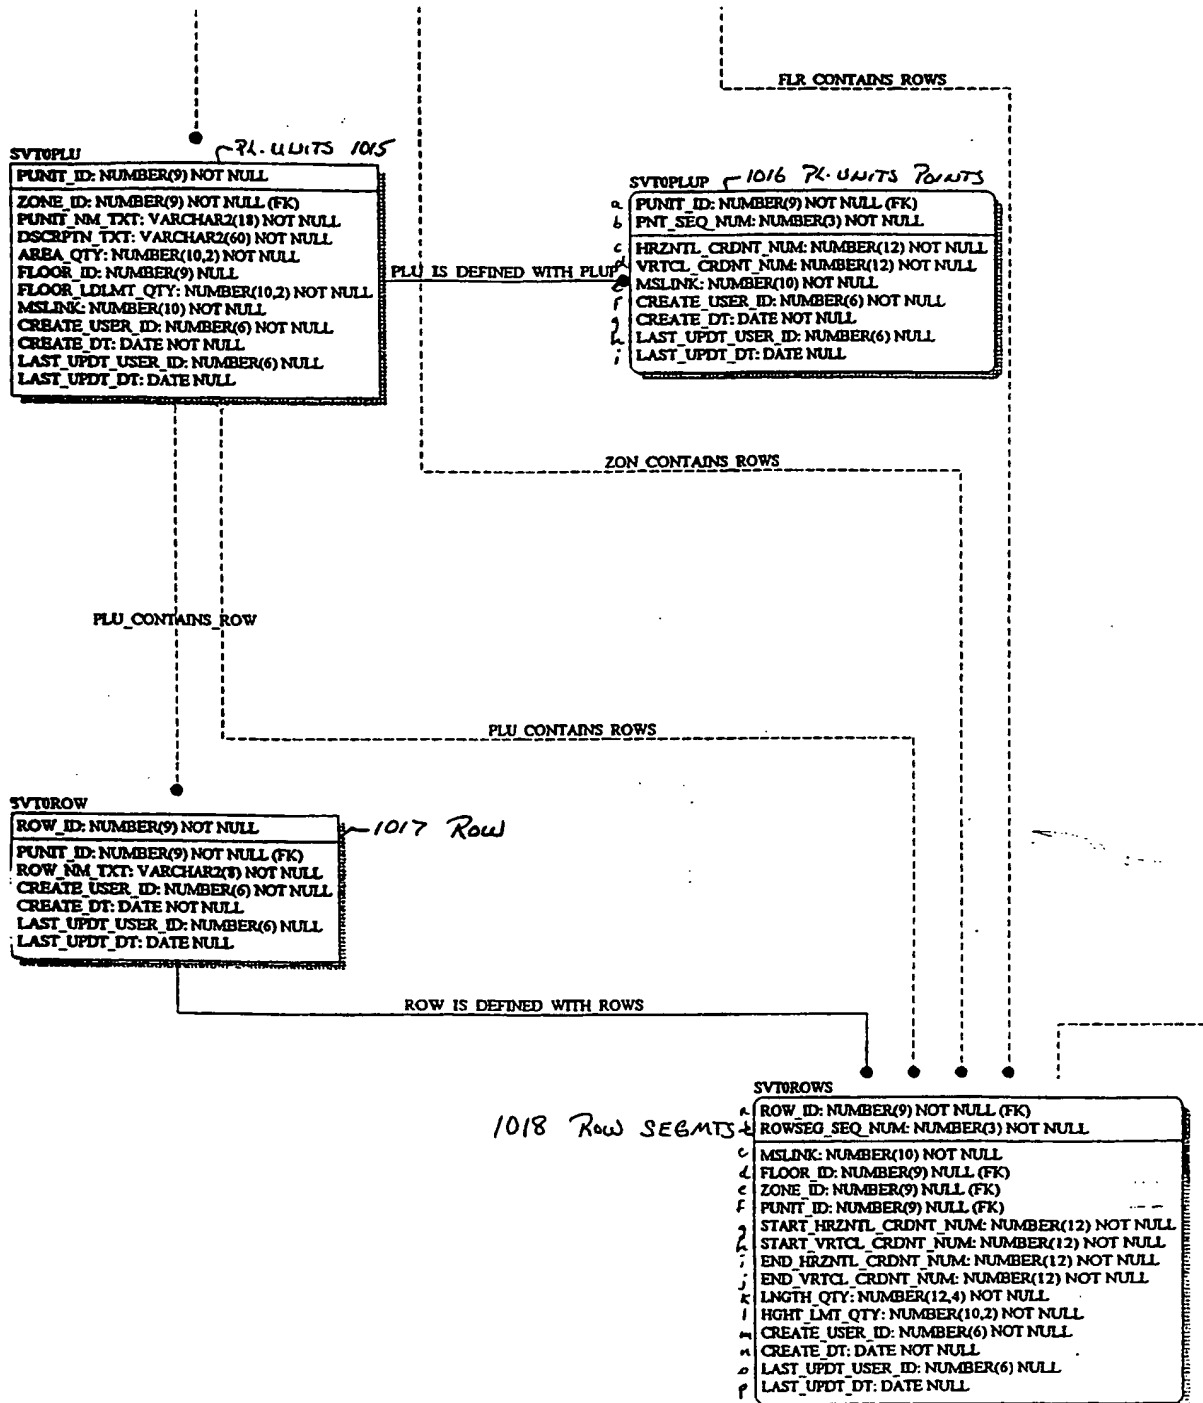 FLR CONTAINS ROWS
SVT0PLU
PL. UNITS 1015
PUNIT_ID: NUMBER(9) NOT NULL
ZONE_ID: NUMBER(9) NOT NULL (FK)
PUNIT_NM_TXT: VARCHAR2(18) NOT NULL
DSCRPTN_TXT: VARCHAR2(60) NOT NULL
AREA_QTY: NUMBER(10,2) NOT NULL
FLOOR_ID: NUMBER(9) NULL
FLOOR_LDLMT_QTY: NUMBER(10,2) NOT NULL
MSLINK: NUMBER(10) NOT NULL
CREATE_USER_ID: NUMBER(6) NOT NULL
CREATE_DT: DATE NOT NULL
LAST_UPDT_USER_ID: NUMBER(6) NULL
LAST_UPDT_DT: DATE NULL
PLU IS DEFINED WITH PLUP
SVT0PLUP
1016 PL. UNITS POINTS
a PUNIT_ID: NUMBER(9) NOT NULL (FK)
b PNT_SEQ_NUM: NUMBER(3) NOT NULL
c HRZNTL_CRDNT_NUM: NUMBER(12) NOT NULL
d VRTCL_CRDNT_NUM: NUMBER(12) NOT NULL
e MSLINK: NUMBER(10) NOT NULL
f CREATE_USER_ID: NUMBER(6) NOT NULL
g CREATE_DT: DATE NOT NULL
h LAST_UPDT_USER_ID: NUMBER(6) NULL
i LAST_UPDT_DT: DATE NULL
ZON CONTAINS ROWS
PLU_CONTAINS_ROW
PLU CONTAINS ROWS
SVT0ROW
1017 ROW
ROW_ID: NUMBER(9) NOT NULL
PUNIT_ID: NUMBER(9) NOT NULL (FK)
ROW_NM_TXT: VARCHAR2(8) NOT NULL
CREATE_USER_ID: NUMBER(6) NOT NULL
CREATE_DT: DATE NOT NULL
LAST_UPDT_USER_ID: NUMBER(6) NULL
LAST_UPDT_DT: DATE NULL
ROW IS DEFINED WITH ROWS
SVT0ROWS
1018 ROW SEGMTS
a ROW_ID: NUMBER(9) NOT NULL (FK)
b ROWSEG_SEQ_NUM: NUMBER(3) NOT NULL
c MSLINK: NUMBER(10) NOT NULL
d FLOOR_ID: NUMBER(9) NULL (FK)
e ZONE_ID: NUMBER(9) NULL (FK)
f PUNIT_ID: NUMBER(9) NULL (FK)
g START_HRZNTL_CRDNT_NUM: NUMBER(12) NOT NULL
h START_VRTCL_CRDNT_NUM: NUMBER(12) NOT NULL
i END_HRZNTL_CRDNT_NUM: NUMBER(12) NOT NULL
j END_VRTCL_CRDNT_NUM: NUMBER(12) NOT NULL
k LNGTH_QTY: NUMBER(12,4) NOT NULL
l HGHT_LMT_QTY: NUMBER(10,2) NOT NULL
m CREATE_USER_ID: NUMBER(6) NOT NULL
n CREATE_DT: DATE NOT NULL
o LAST_UPDT_USER_ID: NUMBER(6) NULL
p LAST_UPDT_DT: DATE NULL